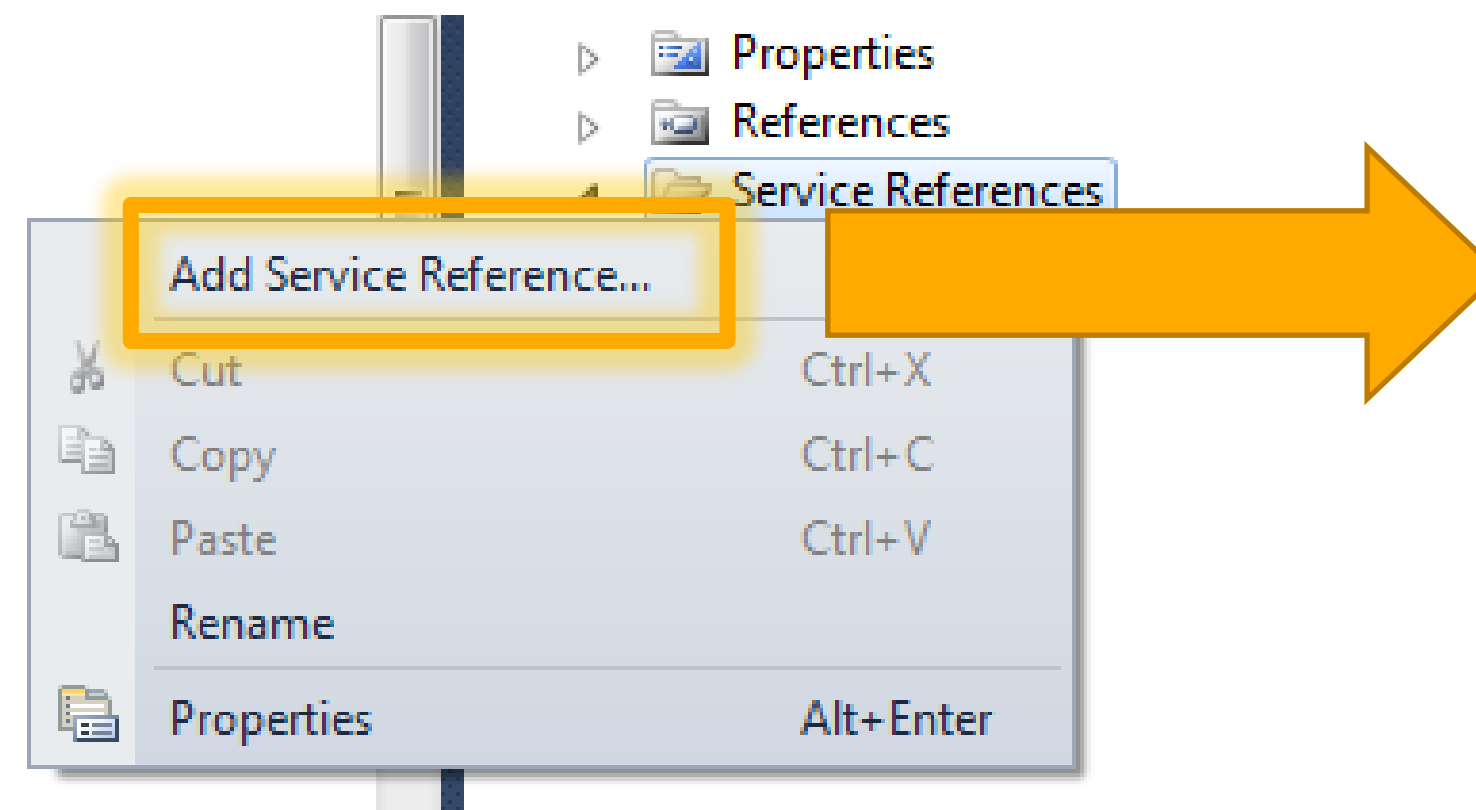 Properties
References
Service References
Add Service Reference...
Cut Ctrl+X
Copy Ctrl+C
Paste Ctrl+V
Rename
Properties Alt+Enter